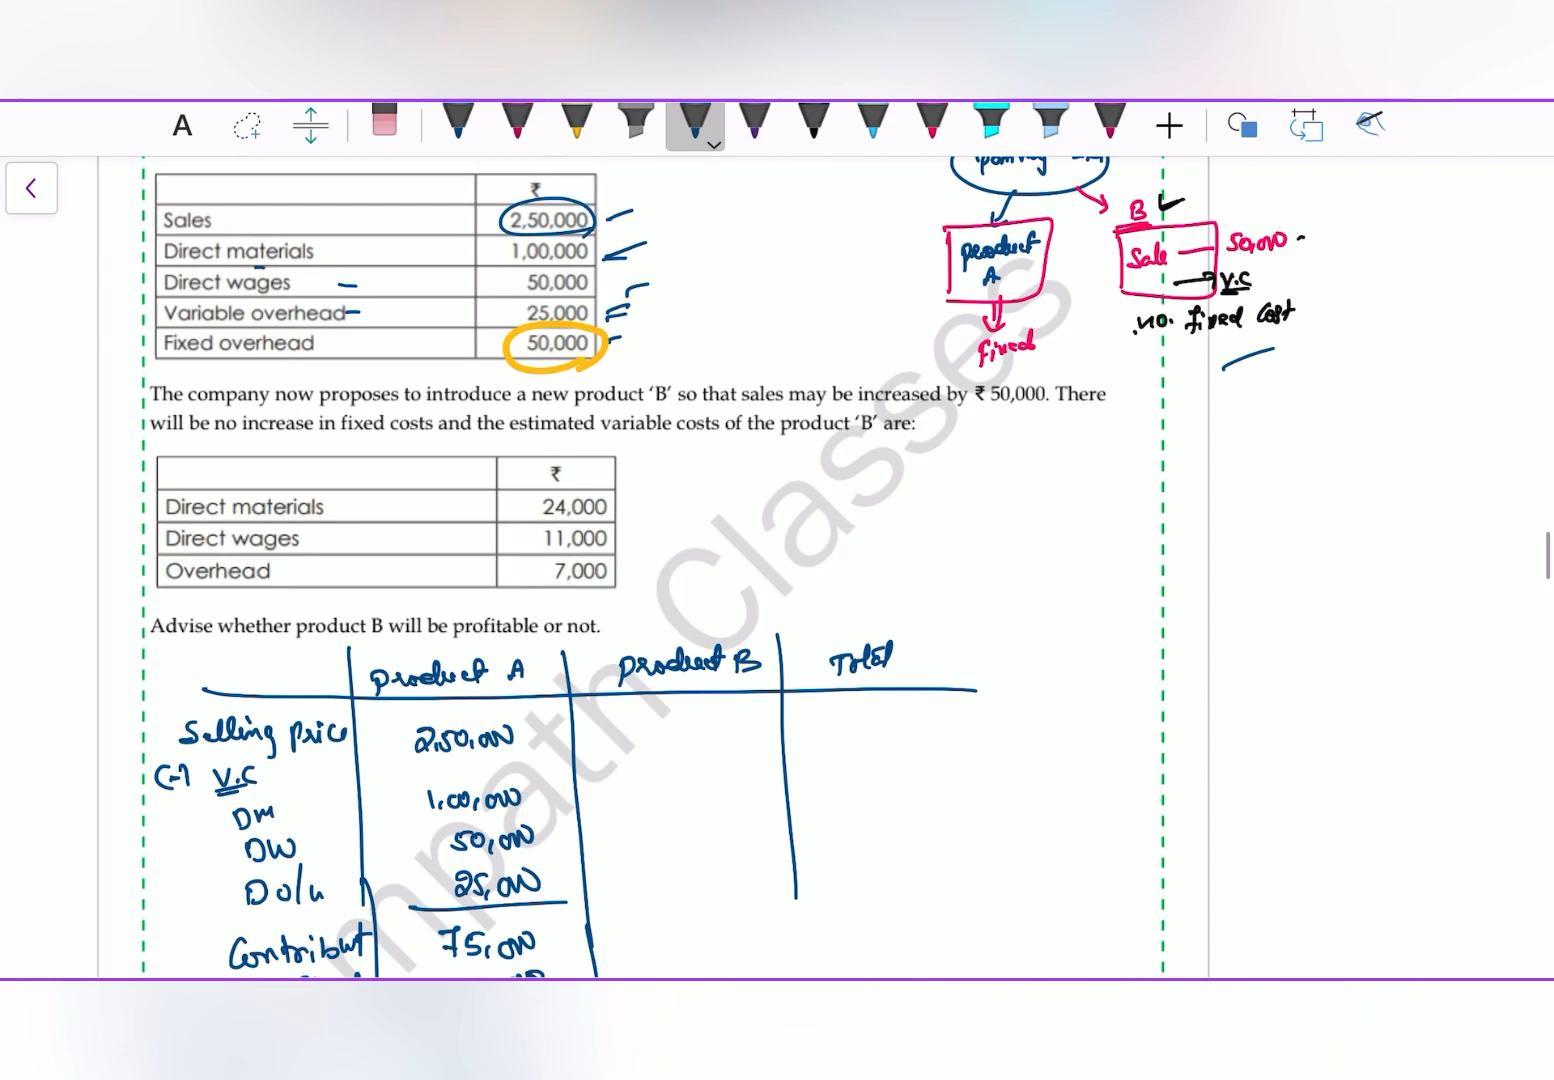 A
₹
Sales 2,50,000
Direct materials 1,00,000
Direct wages 50,000
Variable overhead 25,000
Fixed overhead 50,000
product
A
fixed
B
Sale 50,000
V.C
no. fixed cost
The company now proposes to introduce a new product ‘B’ so that sales may be increased by ₹ 50,000. There
will be no increase in fixed costs and the estimated variable costs of the product ‘B’ are:
₹
Direct materials 24,000
Direct wages 11,000
Overhead 7,000
Advise whether product B will be profitable or not.
product A product B Total
Selling price 2,50,000
(-) V.C
DM 1,00,000
DW 50,000
DO/H 25,000
Contribut 75,000
mpath Classes